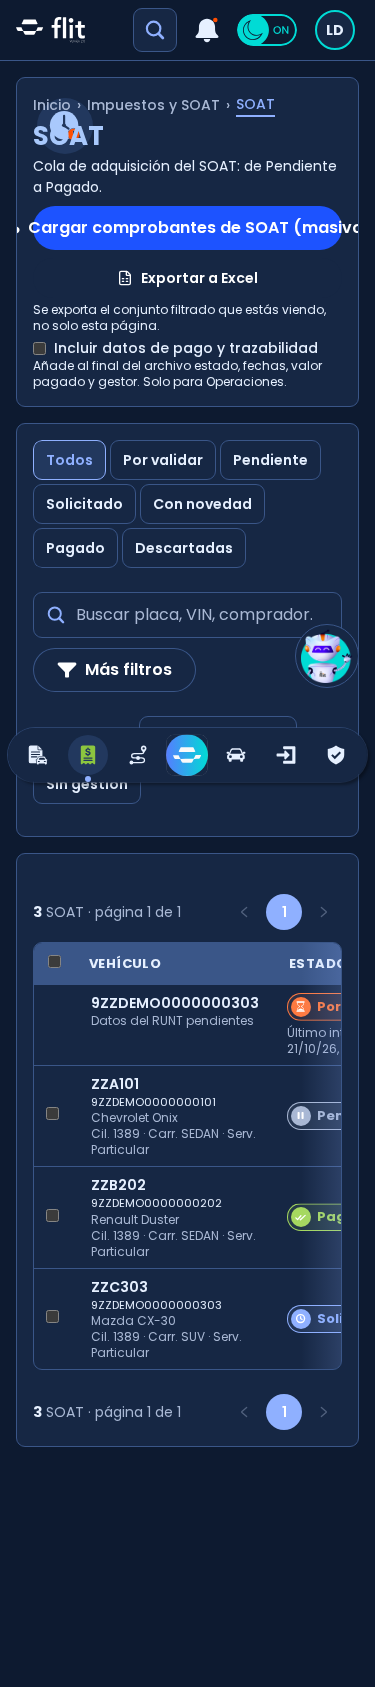 flit
ON
LD
Inicio › Impuestos y SOAT › SOAT
SOAT
Cola de adquisición del SOAT: de Pendiente
a Pagado.
Cargar comprobantes de SOAT (masivo
Exportar a Excel
Se exporta el conjunto filtrado que estás viendo,
no solo esta página.
Incluir datos de pago y trazabilidad
Añade al final del archivo estado, fechas, valor
pagado y gestor. Solo para Operaciones.
Todos
Por validar
Pendiente
Solicitado
Con novedad
Pagado
Descartadas
Buscar placa, VIN, comprador.
Más filtros
Sin gestión
3 SOAT · página 1 de 1
1
VEHÍCULO
ESTADO
9ZZDEMO0000000303
Datos del RUNT pendientes
Por
Último in
21/10/26,
ZZA101
9ZZDEMO0000000101
Chevrolet Onix
Cil. 1389 · Carr. SEDAN · Serv.
Particular
Pen
ZZB202
9ZZDEMO0000000202
Renault Duster
Cil. 1389 · Carr. SEDAN · Serv.
Particular
Pag
ZZC303
9ZZDEMO0000000303
Mazda CX-30
Cil. 1389 · Carr. SUV · Serv.
Particular
Soli
3 SOAT · página 1 de 1
1